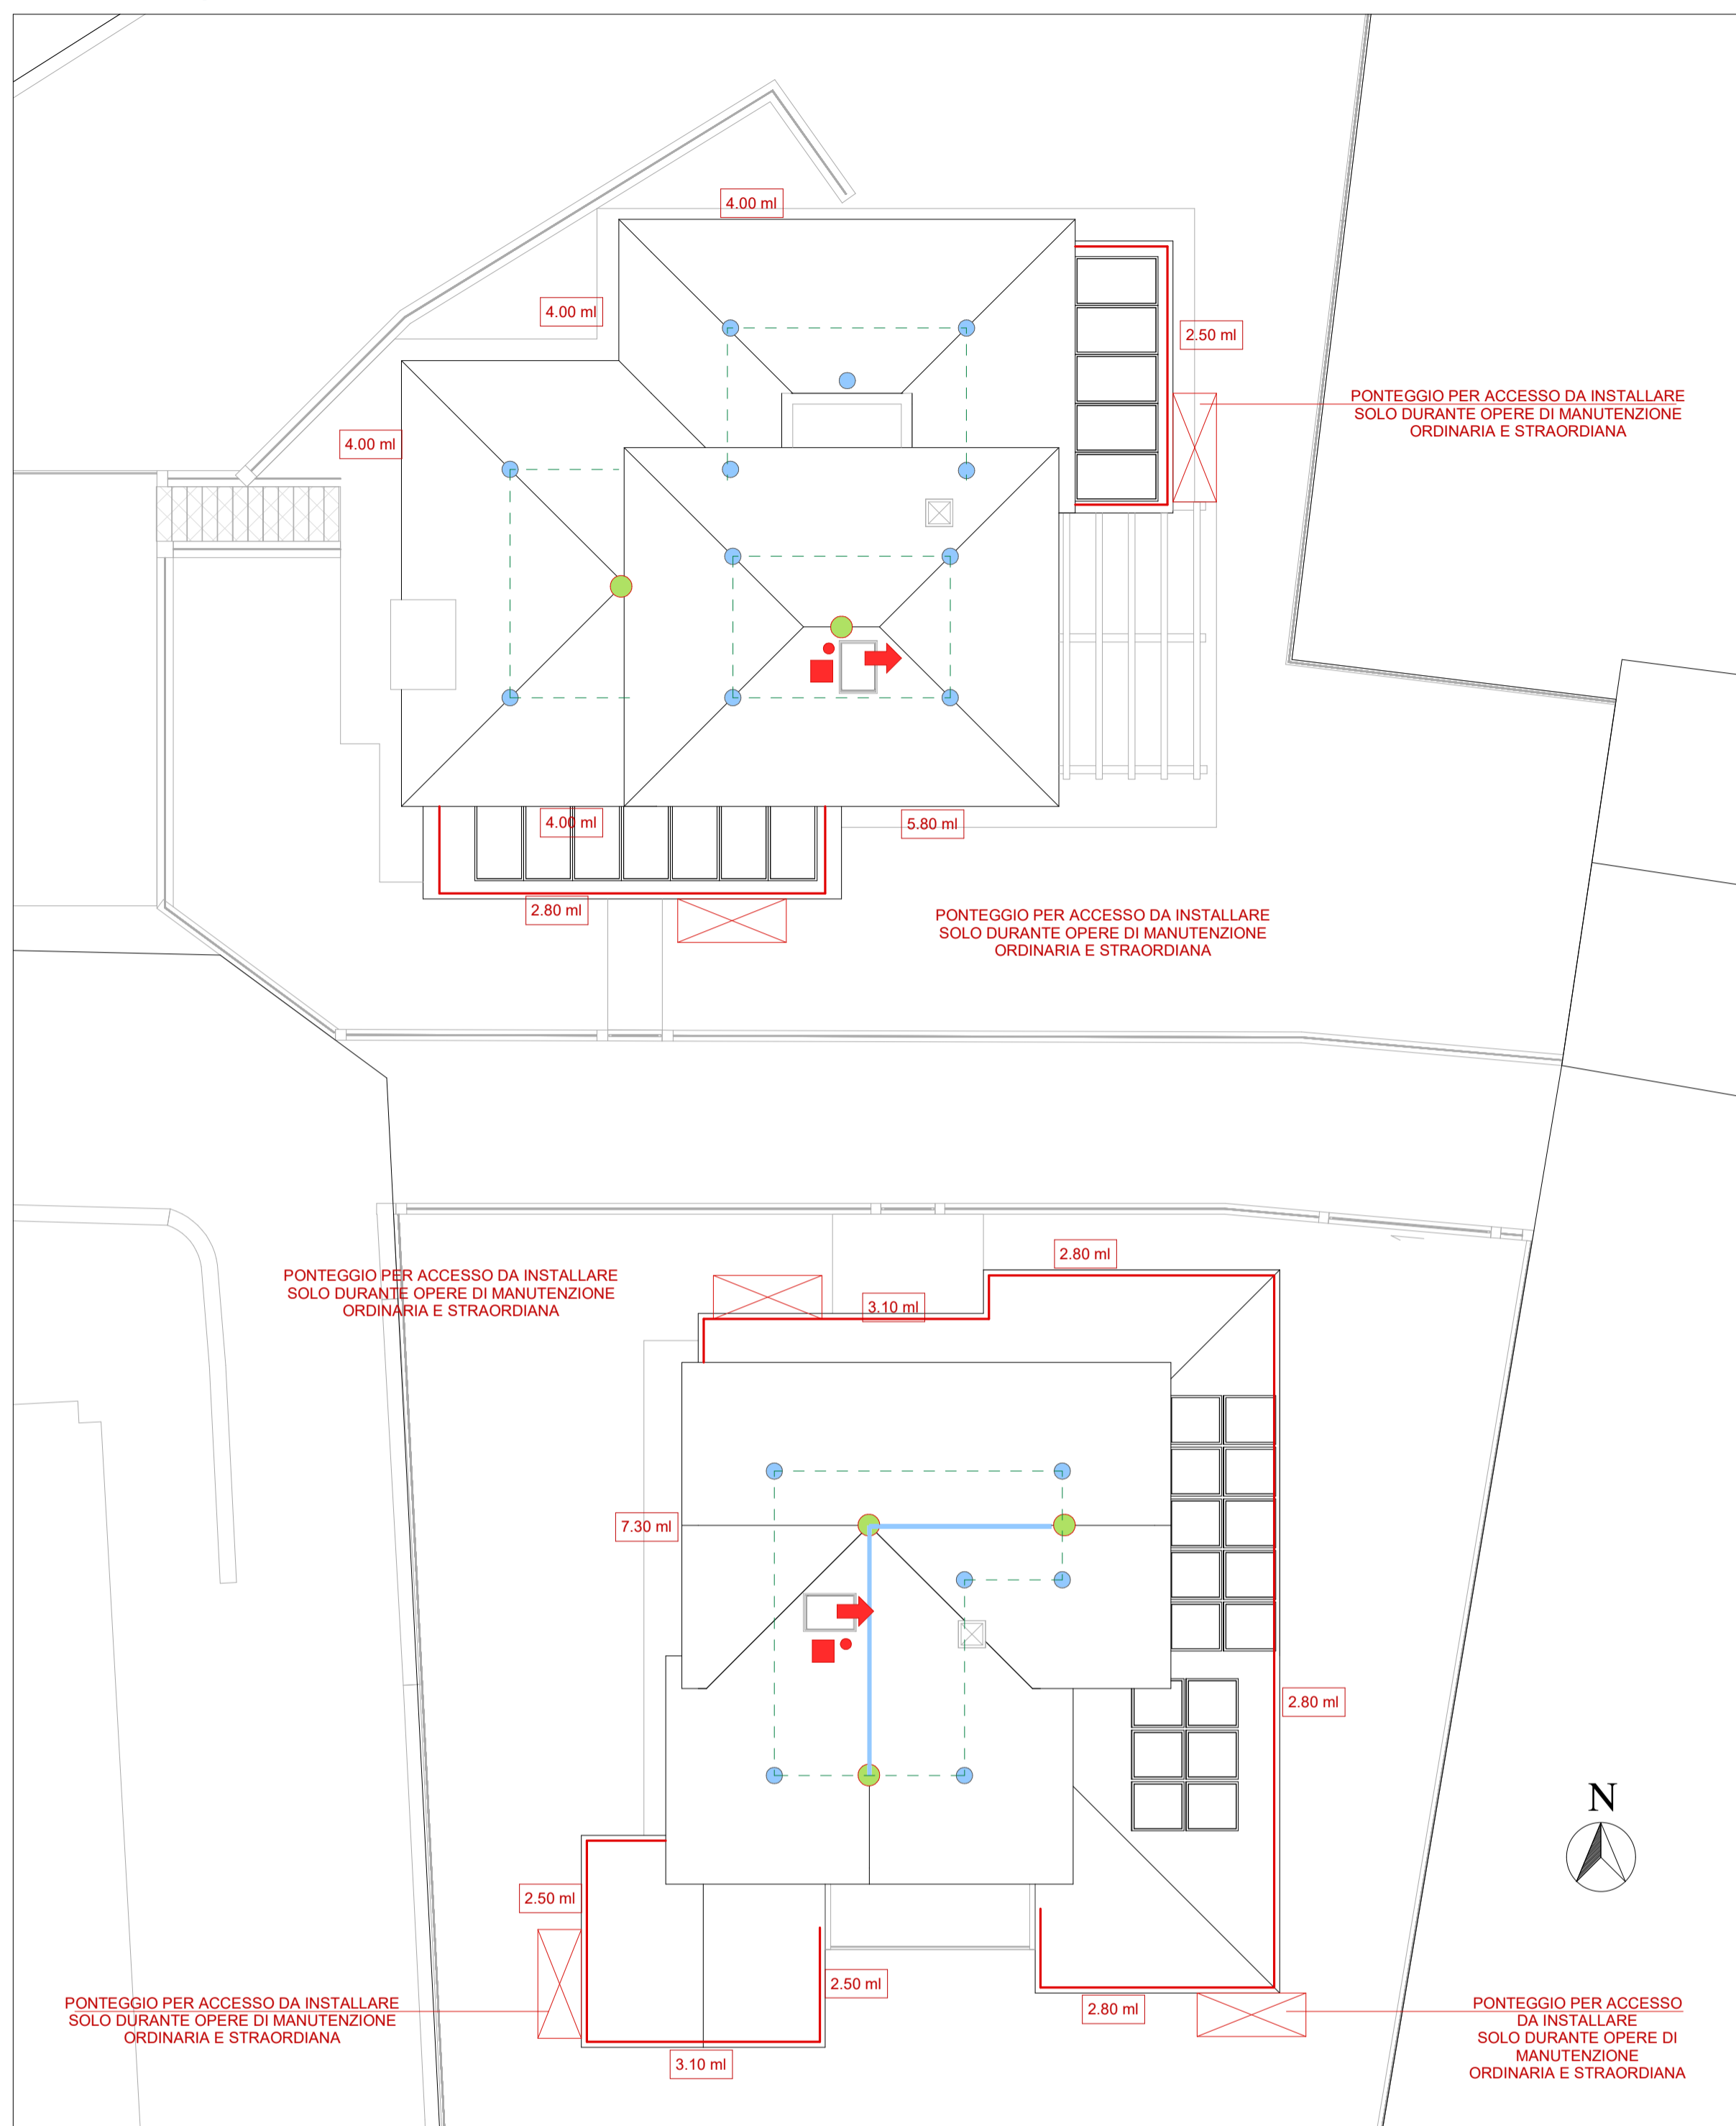 4.00 ml
4.00 ml
2.50 ml
PONTEGGIO PER ACCESSO DA INSTALLARE
SOLO DURANTE OPERE DI MANUTENZIONE
ORDINARIA E STRAORDIANA
4.00 ml
4.00 ml
5.80 ml
2.80 ml
PONTEGGIO PER ACCESSO DA INSTALLARE
SOLO DURANTE OPERE DI MANUTENZIONE
ORDINARIA E STRAORDIANA
2.80 ml
PONTEGGIO PER ACCESSO DA INSTALLARE
SOLO DURANTE OPERE DI MANUTENZIONE
ORDINARIA E STRAORDIANA
3.10 ml
7.30 ml
2.80 ml
N
2.50 ml
2.50 ml
2.80 ml
PONTEGGIO PER ACCESSO DA INSTALLARE
SOLO DURANTE OPERE DI MANUTENZIONE
ORDINARIA E STRAORDIANA
3.10 ml
PONTEGGIO PER ACCESSO
DA INSTALLARE
SOLO DURANTE OPERE DI
MANUTENZIONE
ORDINARIA E STRAORDIANA